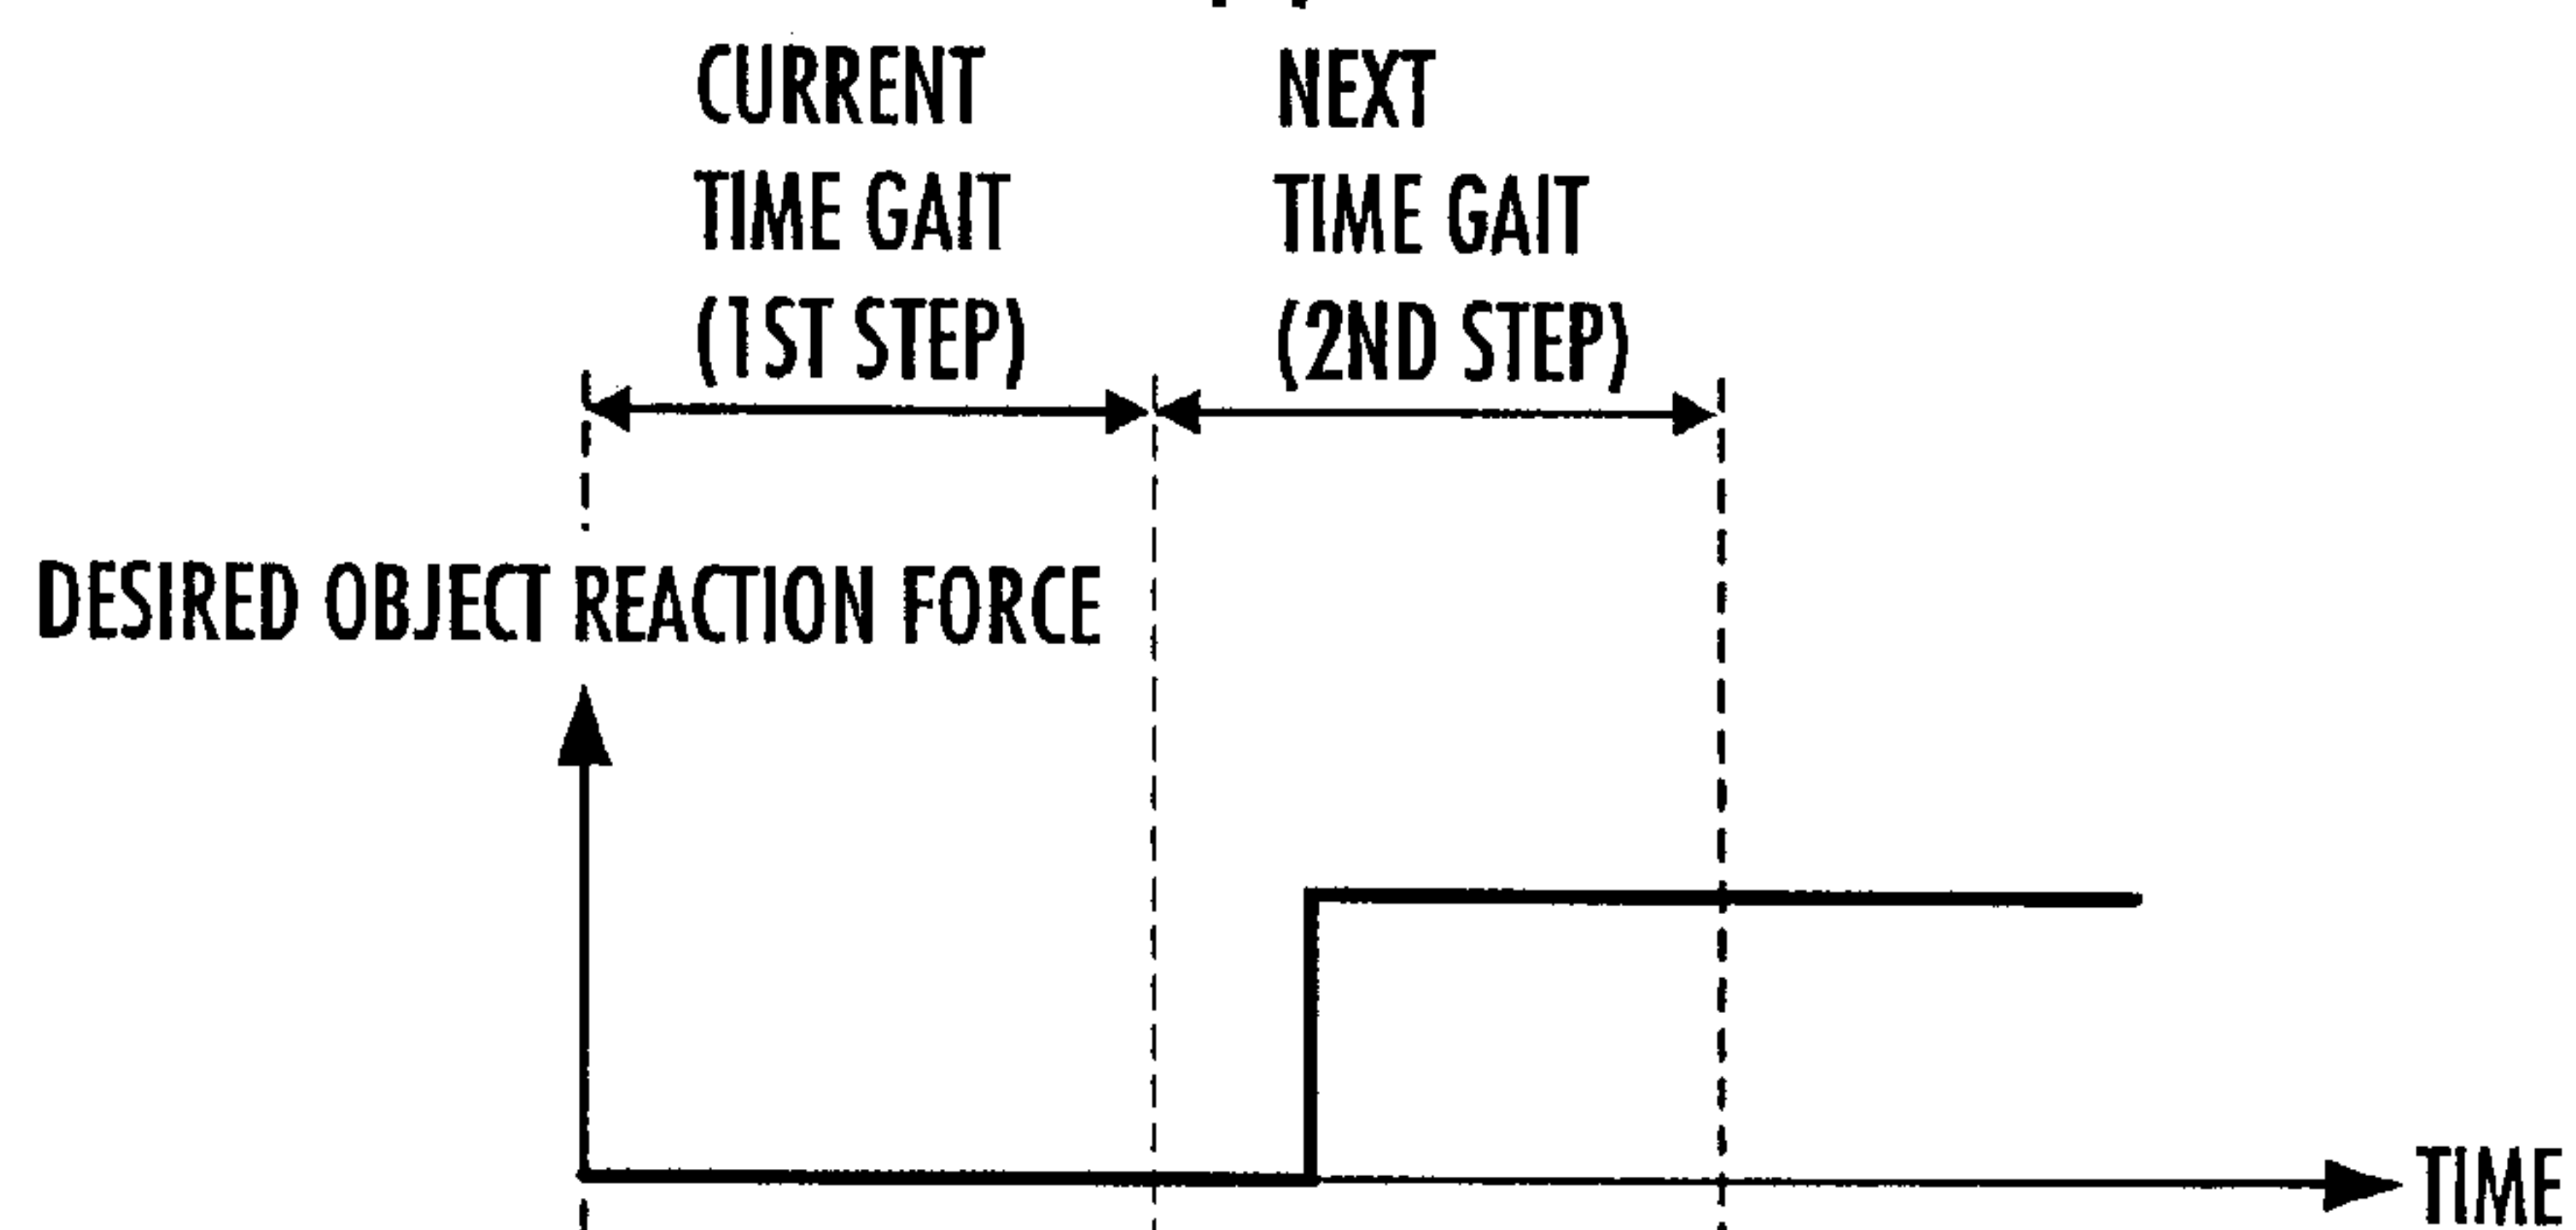 CURRENT
TIME GAIT
(1ST STEP)
NEXT
TIME GAIT
(2ND STEP)
DESIRED OBJECT REACTION FORCE
TIME